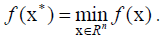 f(x*) = min f(x).
x∈Rⁿ